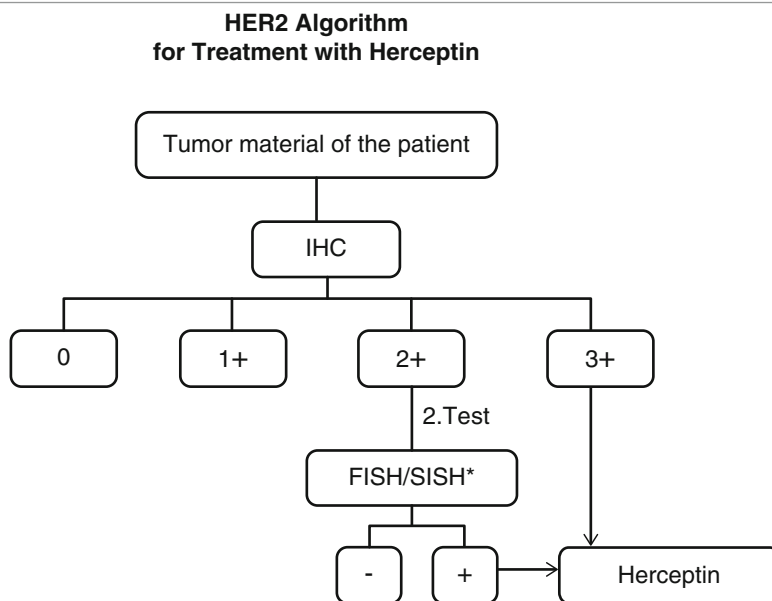 HER2 Algorithm
for Treatment with Herceptin
Tumor material of the patient
IHC
0 1+ 2+ 3+
2.Test
FISH/SISH*
- + Herceptin